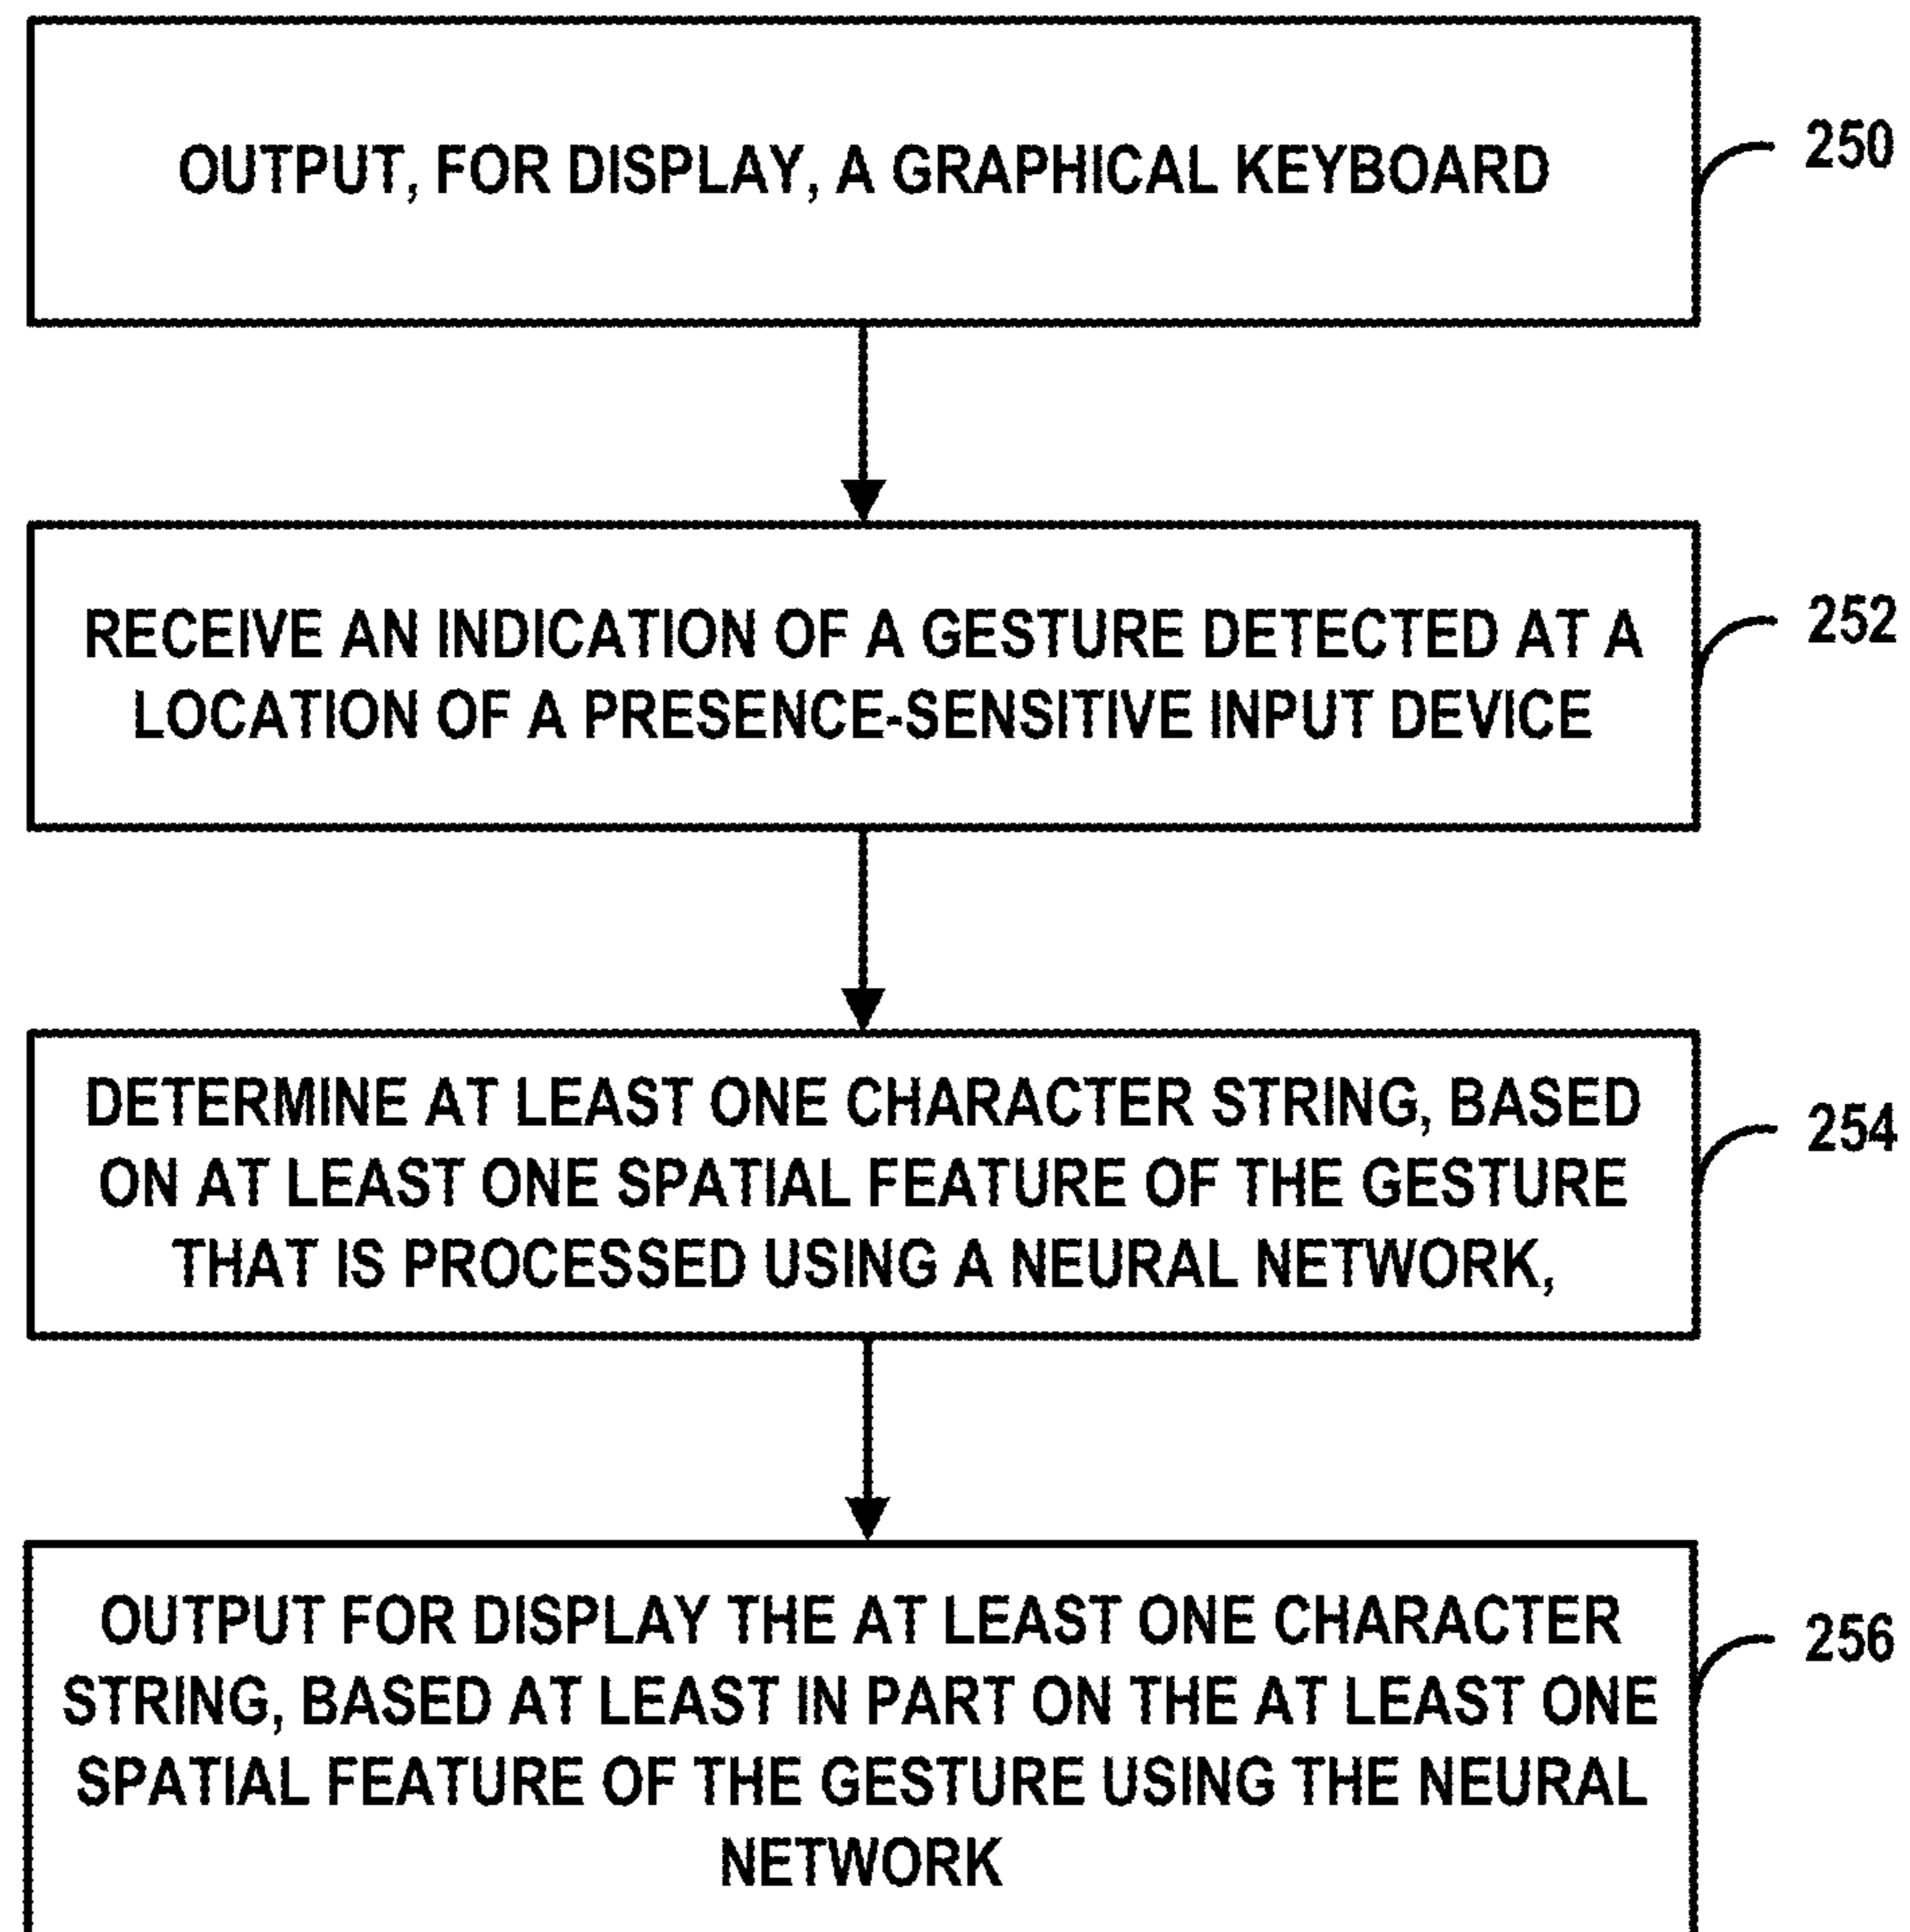 OUTPUT, FOR DISPLAY, A GRAPHICAL KEYBOARD
250
RECEIVE AN INDICATION OF A GESTURE DETECTED AT A
LOCATION OF A PRESENCE-SENSITIVE INPUT DEVICE
252
DETERMINE AT LEAST ONE CHARACTER STRING, BASED
ON AT LEAST ONE SPATIAL FEATURE OF THE GESTURE
THAT IS PROCESSED USING A NEURAL NETWORK,
254
OUTPUT FOR DISPLAY THE AT LEAST ONE CHARACTER
STRING, BASED AT LEAST IN PART ON THE AT LEAST ONE
SPATIAL FEATURE OF THE GESTURE USING THE NEURAL
NETWORK
256